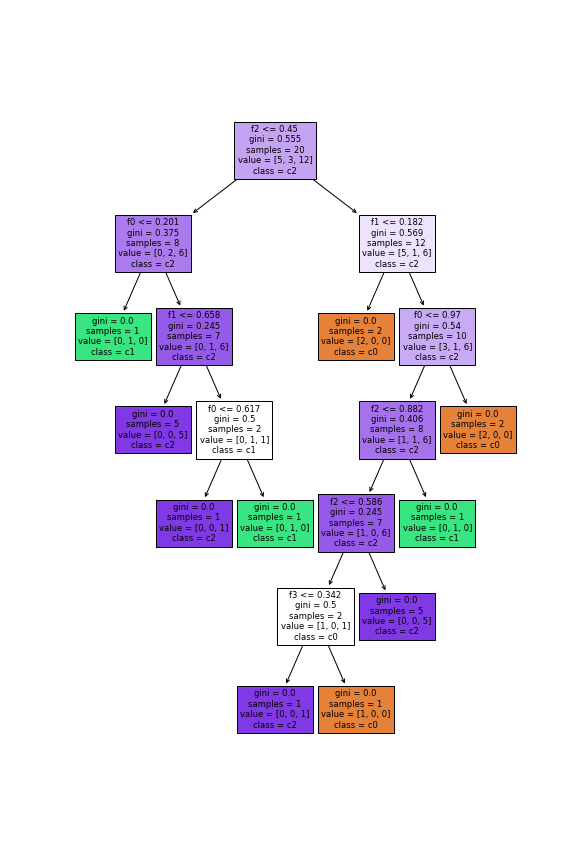 f2 <= 0.45
gini = 0.555
samples = 20
value = [5, 3, 12]
class = c2
f0 <= 0.201
gini = 0.375
samples = 8
value = [0, 2, 6]
class = c2
f1 <= 0.182
gini = 0.569
samples = 12
value = [5, 1, 6]
class = c2
gini = 0.0
samples = 1
value = [0, 1, 0]
class = c1
f1 <= 0.658
gini = 0.245
samples = 7
value = [0, 1, 6]
class = c2
gini = 0.0
samples = 2
value = [2, 0, 0]
class = c0
f0 <= 0.97
gini = 0.54
samples = 10
value = [3, 1, 6]
class = c2
gini = 0.0
samples = 5
value = [0, 0, 5]
class = c2
f0 <= 0.617
gini = 0.5
samples = 2
value = [0, 1, 1]
class = c1
f2 <= 0.882
gini = 0.406
samples = 8
value = [1, 1, 6]
class = c2
gini = 0.0
samples = 2
value = [2, 0, 0]
class = c0
gini = 0.0
samples = 1
value = [0, 0, 1]
class = c2
gini = 0.0
samples = 1
value = [0, 1, 0]
class = c1
f2 <= 0.586
gini = 0.245
samples = 7
value = [1, 0, 6]
class = c2
gini = 0.0
samples = 1
value = [0, 1, 0]
class = c1
f3 <= 0.342
gini = 0.5
samples = 2
value = [1, 0, 1]
class = c0
gini = 0.0
samples = 5
value = [0, 0, 5]
class = c2
gini = 0.0
samples = 1
value = [0, 0, 1]
class = c2
gini = 0.0
samples = 1
value = [1, 0, 0]
class = c0